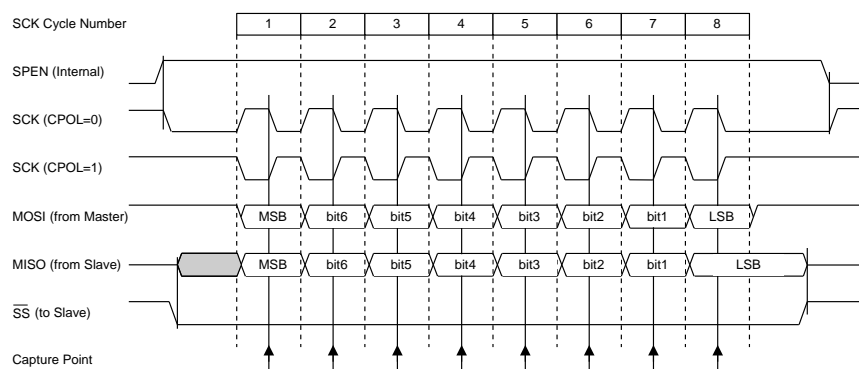 SCK Cycle Number 1 2 3 4 5 6 7 8
SPEN (Internal)
SCK (CPOL=0)
SCK (CPOL=1)
MOSI (from Master) MSB bit6 bit5 bit4 bit3 bit2 bit1 LSB
MISO (from Slave) MSB bit6 bit5 bit4 bit3 bit2 bit1 LSB
S̅S̅ (to Slave)
Capture Point